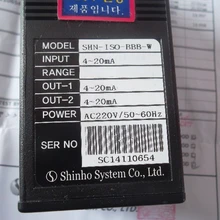 제품입니다.
MODEL SHN-ISO-BBB-W
INPUT 4-20mA
RANGE
OUT-1 4-20mA
OUT-2 4-20mA
POWER AC220V/50~60Hz
SER NO
SC14110654
Shinho System Co., Ltd.